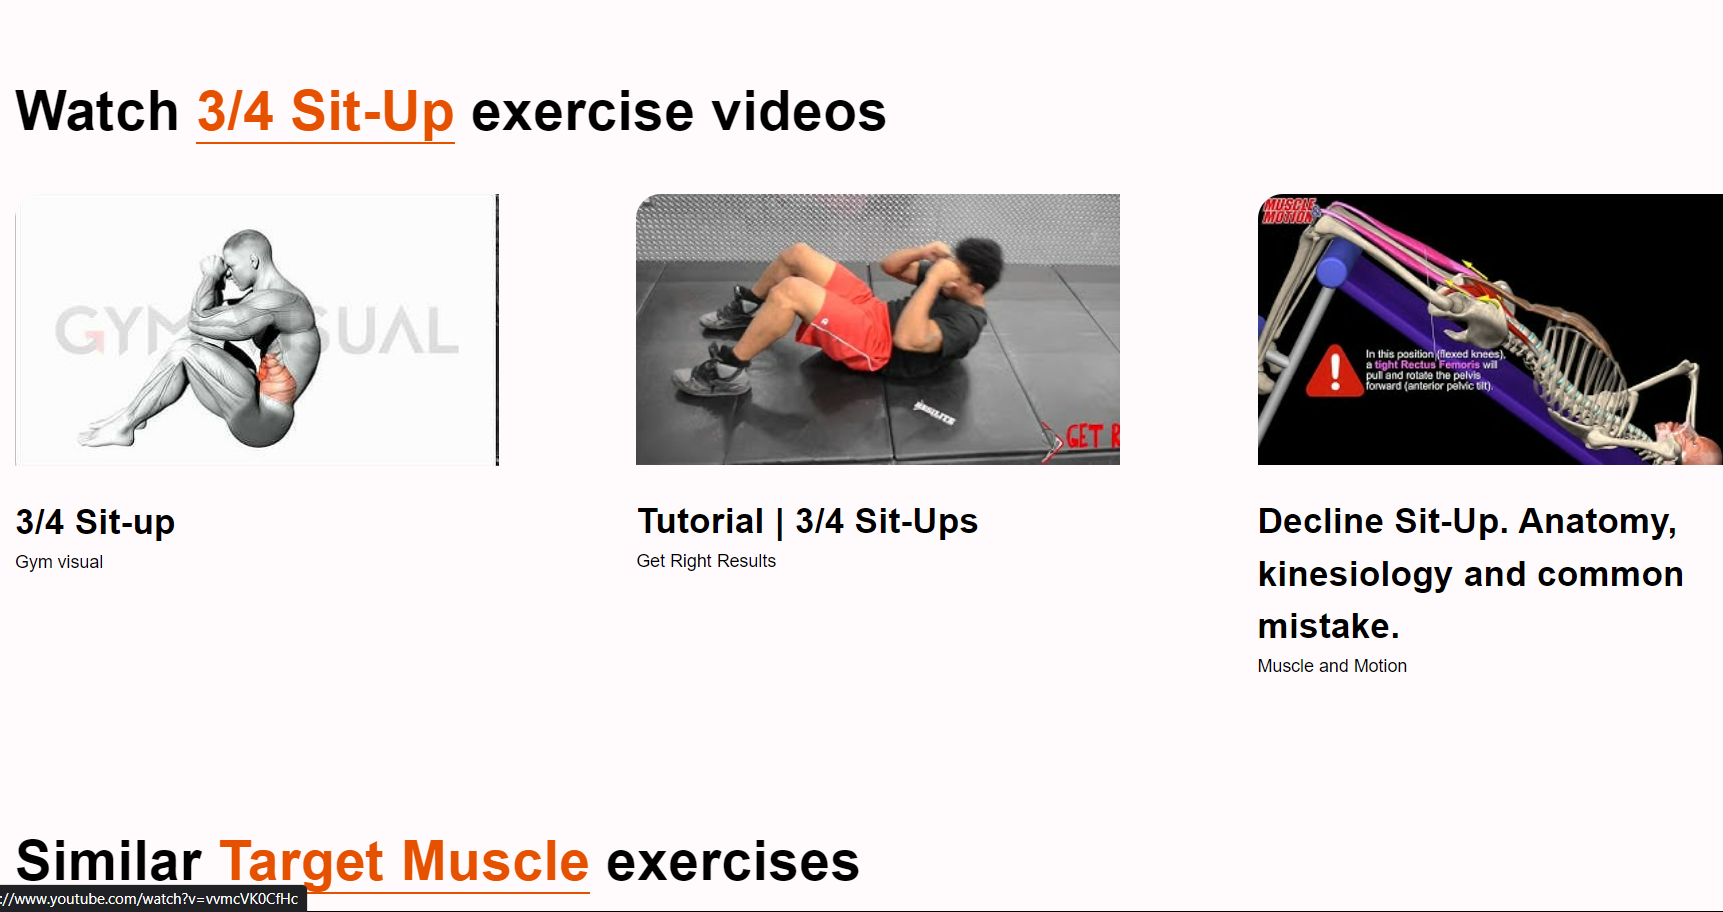 Watch 3/4 Sit-Up exercise videos
GYM VISUAL
RESULTS
GET R
MUSCLE
MOTION
In this position (flexed knees),
a tight Rectus Femoris will
pull and rotate the pelvis
forward (anterior pelvic tilt).
3/4 Sit-up
Gym visual
Tutorial | 3/4 Sit-Ups
Get Right Results
Decline Sit-Up. Anatomy,
kinesiology and common
mistake.
Muscle and Motion
Similar Target Muscle exercises
://www.youtube.com/watch?v=vvmcVK0CfHc